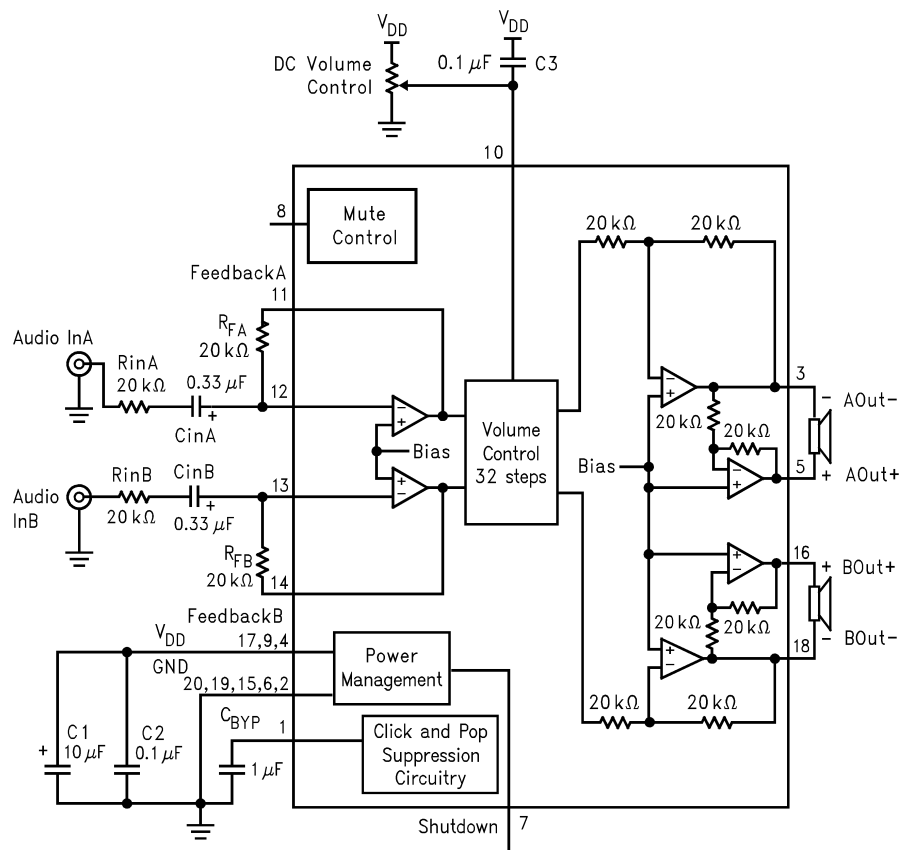 VDD
VDD
DC Volume
Control
0.1 μF
C3
10
8
Mute
Control
20 kΩ
20 kΩ
FeedbackA
11
Audio InA
RFA
20 kΩ
RinA
20 kΩ
0.33 μF
12
CinA
3
AOut-
20 kΩ
20 kΩ
Volume
Control
32 steps
Bias
Bias
5
AOut+
Audio
InB
RinB
20 kΩ
CinB
0.33 μF
13
RFB
20 kΩ
14
16
BOut+
20 kΩ
20 kΩ
18
BOut-
FeedbackB
VDD
17,9,4
GND
20,19,15,6,2
Power
Management
20 kΩ
20 kΩ
CBYP
1
1 μF
Click and Pop
Suppression
Circuitry
+
C1
10 μF
C2
0.1 μF
Shutdown
7